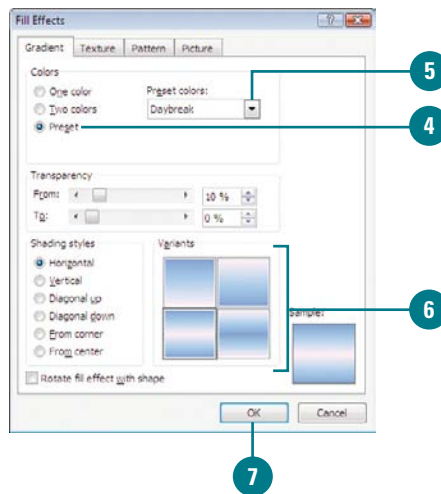 Fill Effects
Gradient Texture Pattern Picture
Colors
One color
Two colors
Preset
Preset colors:
Daybreak
5
4
Transparency
From: 10 %
To: 0 %
Shading styles
Horizontal
Vertical
Diagonal up
Diagonal down
From corner
From center
Variants
6
Sample:
Rotate fill effect with shape
OK Cancel
7